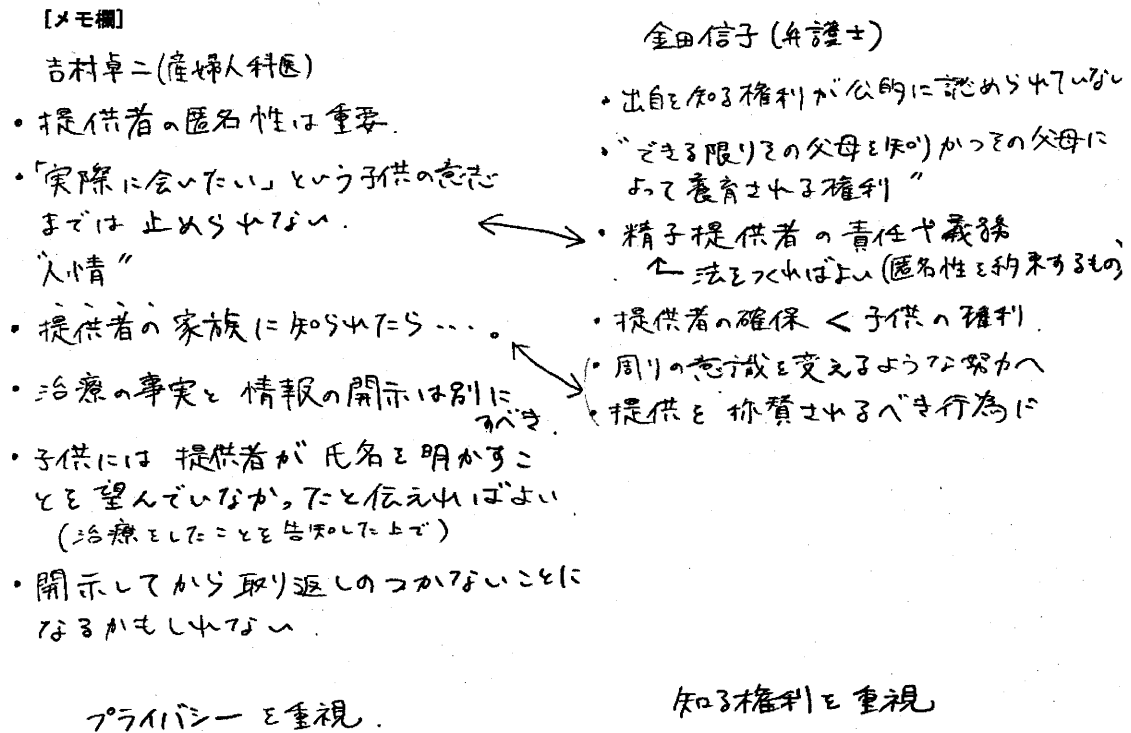 [メモ欄]
吉村卓二(産婦人科医)
・提供者の匿名性は重要.
・「実際に会いたい」という子供の意志
までは止められない.
"人情"
・提供者の家族に知られたら…。
・治療の事実と情報の開示は別に
すべき.
・子供には提供者が氏名を明かすこ
とを望んでいなかったと伝えればよい
(治療をしたことを告知した上で)
・開示してから取り返しのつかないことに
なるかもしれない.
プライバシーを重視.
金田信子(弁護士)
・出自を知る権利が公的に認められていない
・"できる限りその父母を知りかつその父母に
よって養育される権利"
・精子提供者の責任や義務
↑ 法をつくればよい(匿名性を約束するもの)
・提供者の確保 < 子供の権利.
・周りの意識を変えるような努力へ
・提供を称賛されるべき行為に
知る権利を重視